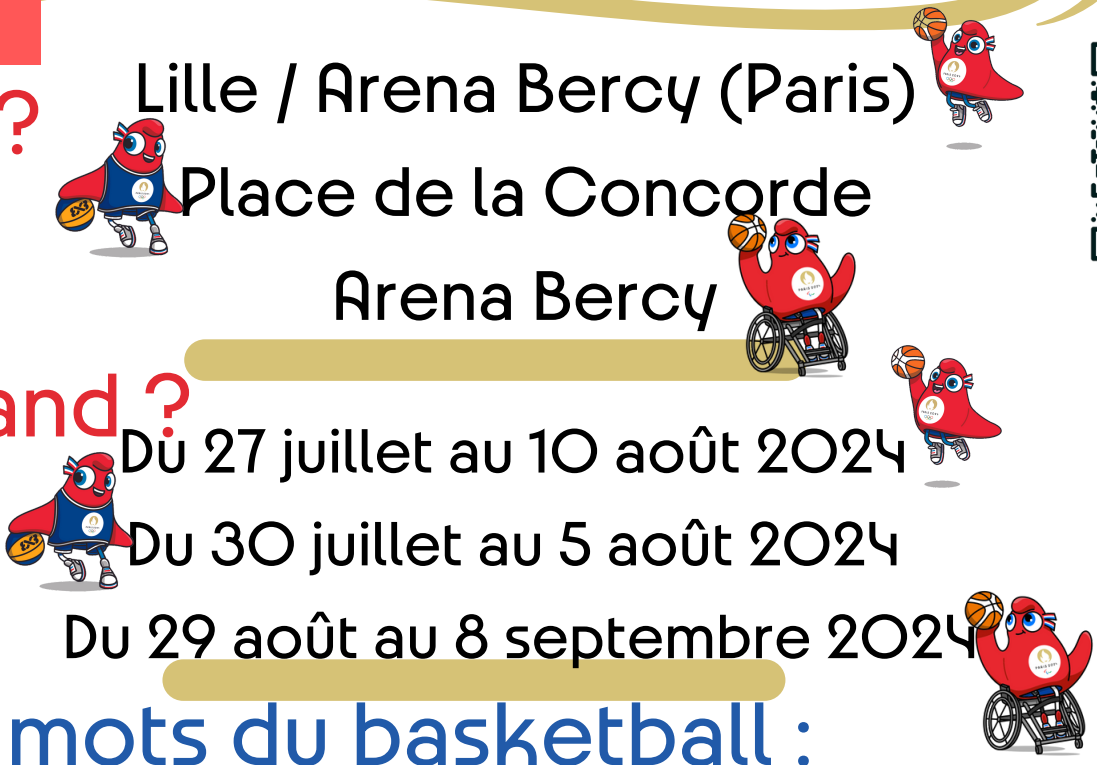 Lille / Arena Bercy (Paris)
?
Place de la Concorde
Arena Bercy
and ?
Du 27 juillet au 10 août 2024
Du 30 juillet au 5 août 2024
Du 29 août au 8 septembre 2024
mots du basketball :